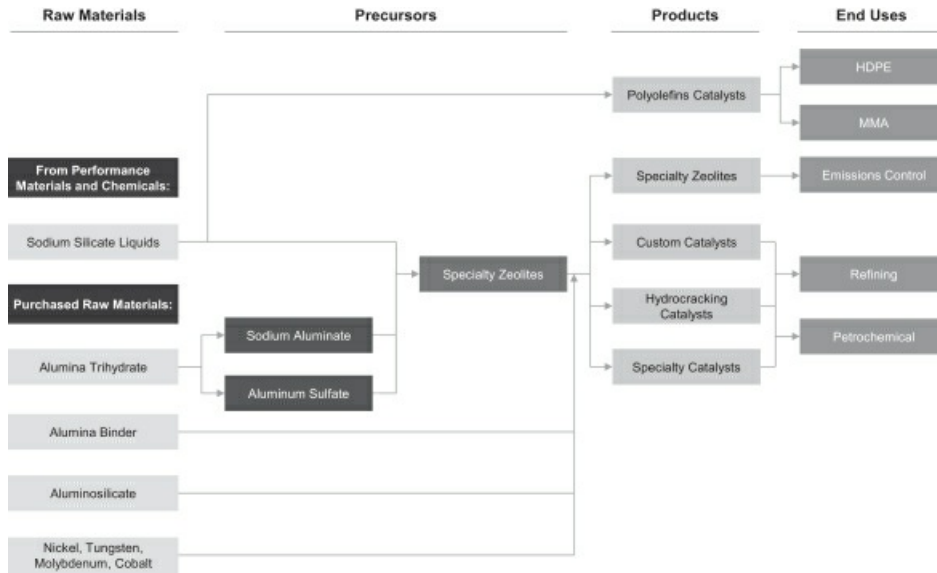 Raw Materials
Precursors
Products
End Uses
HDPE
Polyolefins Catalysts
MMA
From Performance
Materials and Chemicals:
Specialty Zeolites
Emissions Control
Sodium Silicate Liquids
Custom Catalysts
Specialty Zeolites
Refining
Purchased Raw Materials:
Hydrocracking
Catalysts
Sodium Aluminate
Petrochemical
Alumina Trihydrate
Specialty Catalysts
Aluminum Sulfate
Alumina Binder
Aluminosilicate
Nickel, Tungsten,
Molybdenum, Cobalt